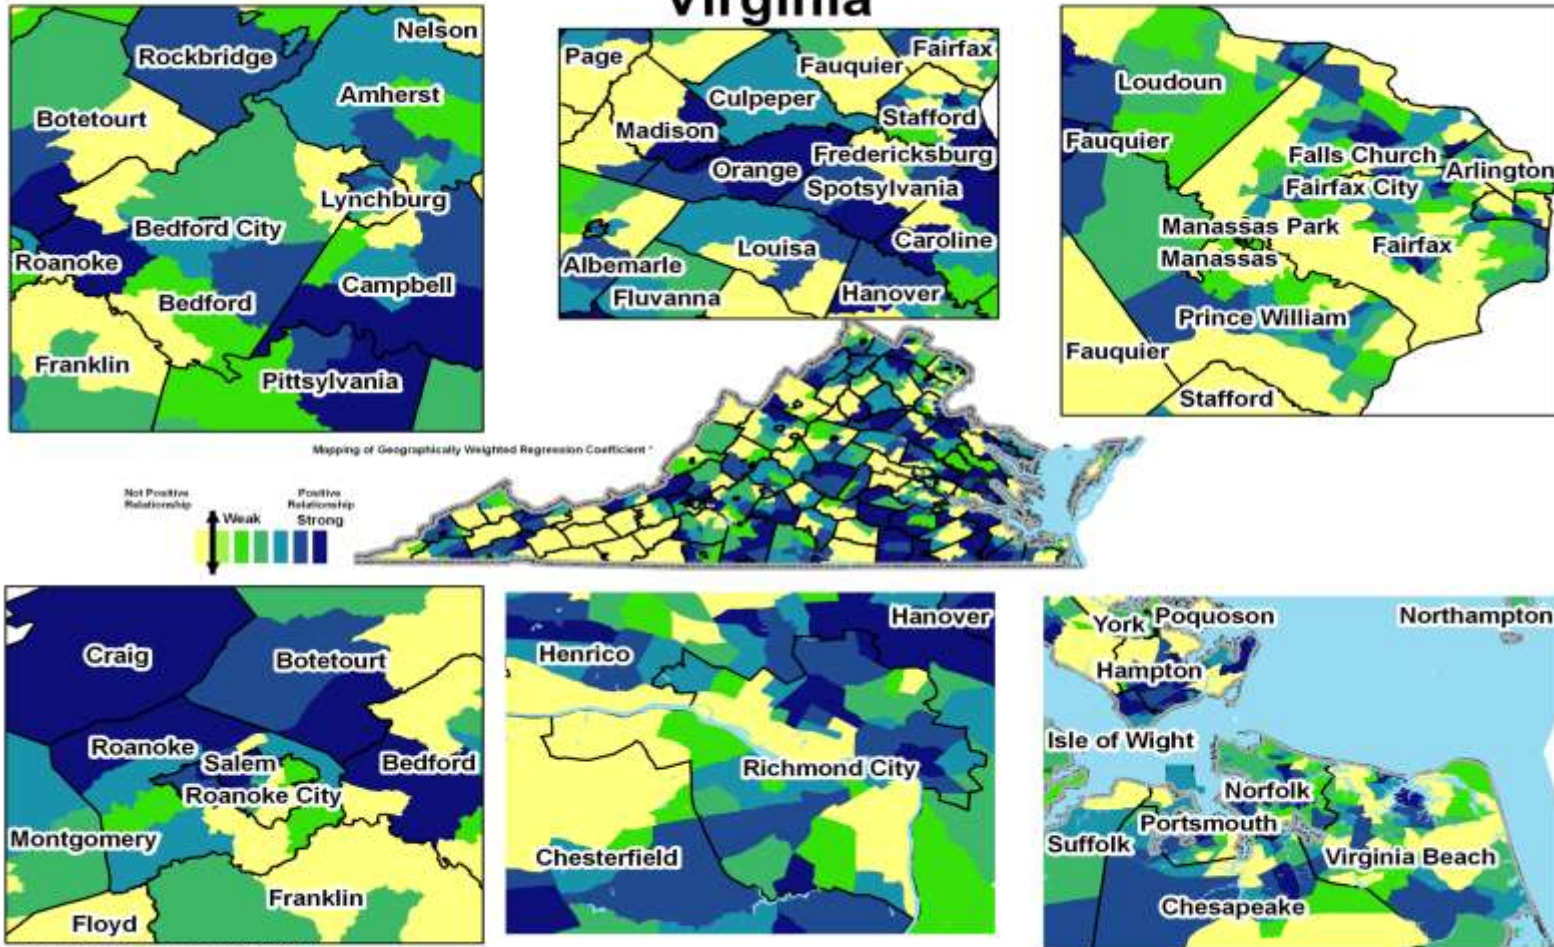 Virginia
Rockbridge
Nelson
Amherst
Botetourt
Lynchburg
Bedford City
Roanoke
Bedford
Campbell
Franklin
Pittsylvania
Page
Fauquier
Fairfax
Culpeper
Stafford
Madison
Fredericksburg
Orange
Spotsylvania
Caroline
Louisa
Albemarle
Fluvanna
Hanover
Loudoun
Fauquier
Falls Church
Arlington
Fairfax City
Manassas Park
Manassas
Fairfax
Prince William
Fauquier
Stafford
Mapping of Geographically Weighted Regression Coefficient *
Not Positive
Relationship
Positive
Relationship
Weak
Strong
Craig
Botetourt
Roanoke
Salem
Bedford
Roanoke City
Montgomery
Franklin
Floyd
Hanover
Henrico
Richmond City
Chesterfield
York
Poquoson
Northampton
Hampton
Isle of Wight
Norfolk
Portsmouth
Suffolk
Virginia Beach
Chesapeake